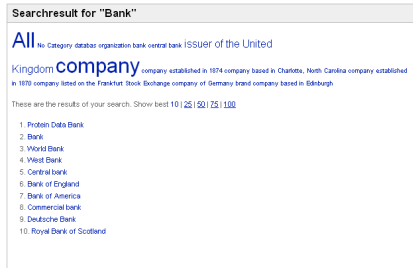 Searchresult for "Bank"
All No Category databas organization bank central bank issuer of the United
Kingdom company company established in 1874 company based in Charlotte, North Carolina company established
in 1870 company listed on the Frankfurt Stock Exchange company of Germany brand company based in Edinburgh
These are the results of your search. Show best 10 | 25 | 50 | 75 | 100
1. Protein Data Bank
2. Bank
3. World Bank
4. West Bank
5. Central bank
6. Bank of England
7. Bank of America
8. Commercial bank
9. Deutsche Bank
10. Royal Bank of Scotland